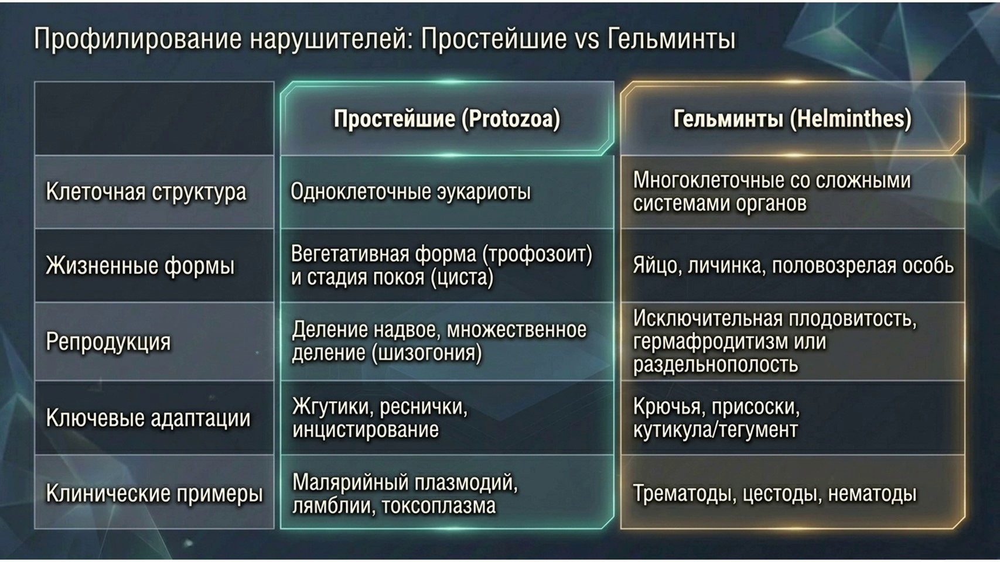 Профилирование нарушителей: Простейшие vs Гельминты
Простейшие (Protozoa)
Гельминты (Helminthes)
Клеточная структура
Одноклеточные эукариоты
Многоклеточные со сложными
системами органов
Жизненные формы
Вегетативная форма (трофозоит)
и стадия покоя (циста)
Яйцо, личинка, половозрелая особь
Репродукция
Деление надвое, множественное
деление (шизогония)
Исключительная плодовитость,
гермафродитизм или
раздельнополость
Ключевые адаптации
Жгутики, реснички,
инцистирование
Крючья, присоски,
кутикула/тегумент
Клинические примеры
Малярийный плазмодий,
лямблии, токсоплазма
Трематоды, цестоды, нематоды